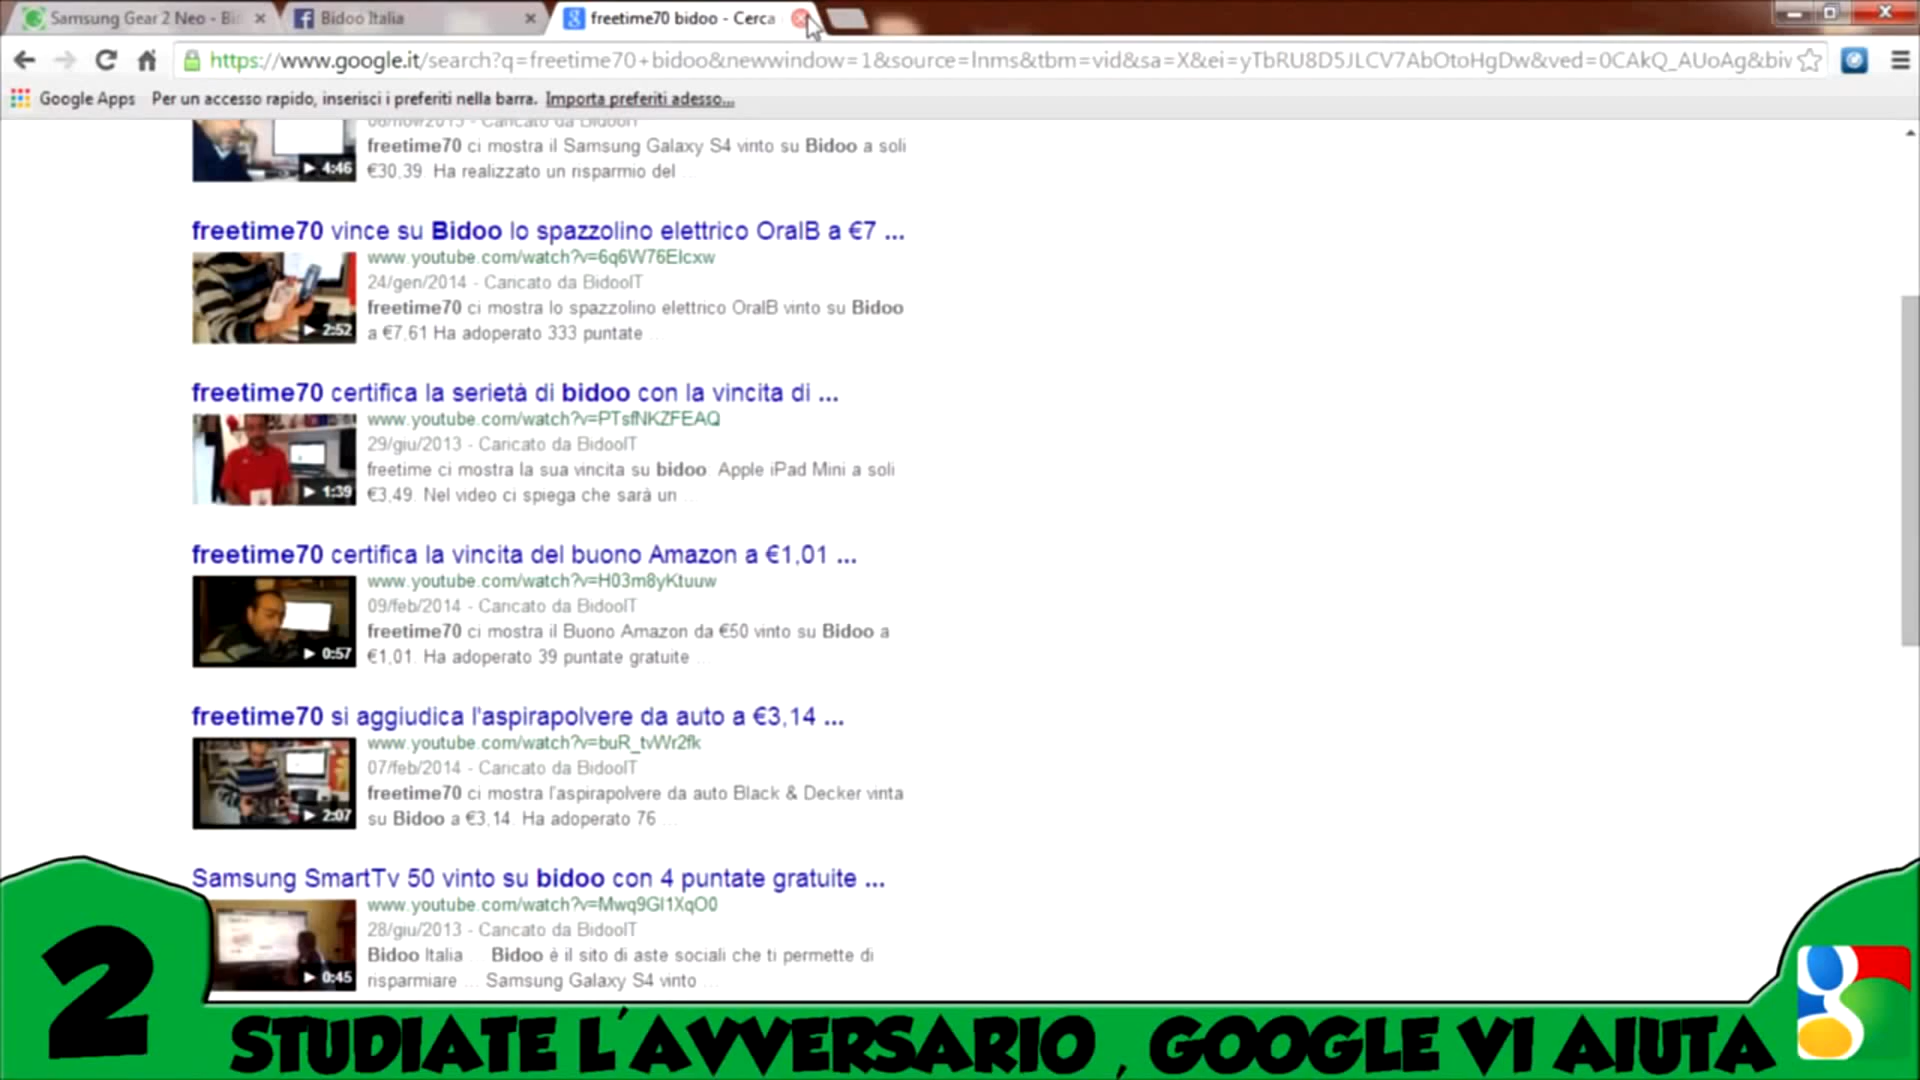 Samsung Gear 2 Neo - Bid
Bidoo Italia
freetime70 bidoo - Cerca
https://www.google.it/search?q=freetime70+bidoo&newwindow=1&source=lnms&tbm=vid&sa=X&ei=yTbRU8D5JLCV7AbOtoHgDw&ved=0CAkQ_AUoAg&biv
Google Apps Per un accesso rapido, inserisci i preferiti nella barra. Importa preferiti adesso...
06/nov/2013 - Caricato da BidooIT
freetime70 ci mostra il Samsung Galaxy S4 vinto su Bidoo a soli
4:46 €30,39. Ha realizzato un risparmio del ...
freetime70 vince su Bidoo lo spazzolino elettrico OralB a €7 ...
www.youtube.com/watch?v=6q6W76EIcxw
24/gen/2014 - Caricato da BidooIT
freetime70 ci mostra lo spazzolino elettrico OralB vinto su Bidoo
2:52 a €7,61 Ha adoperato 333 puntate ...
freetime70 certifica la serietà di bidoo con la vincita di ...
www.youtube.com/watch?v=PTsfNKZFEAQ
29/giu/2013 - Caricato da BidooIT
freetime ci mostra la sua vincita su bidoo. Apple iPad Mini a soli
1:39 €3,49. Nel video ci spiega che sarà un ...
freetime70 certifica la vincita del buono Amazon a €1,01 ...
www.youtube.com/watch?v=H03m8yKtuuw
09/feb/2014 - Caricato da BidooIT
freetime70 ci mostra il Buono Amazon da €50 vinto su Bidoo a
0:57 €1,01. Ha adoperato 39 puntate gratuite ...
freetime70 si aggiudica l'aspirapolvere da auto a €3,14 ...
www.youtube.com/watch?v=buR_tvWr2fk
07/feb/2014 - Caricato da BidooIT
freetime70 ci mostra l'aspirapolvere da auto Black & Decker vinta
2:07 su Bidoo a €3,14. Ha adoperato 76 ...
Samsung SmartTv 50 vinto su bidoo con 4 puntate gratuite ...
www.youtube.com/watch?v=Mwq9Gl1XqO0
28/giu/2013 - Caricato da BidooIT
Bidoo Italia ... Bidoo è il sito di aste sociali che ti permette di
0:45 risparmiare ... Samsung Galaxy S4 vinto ...
2
STUDIATE L'AVVERSARIO , GOOGLE VI AIUTA